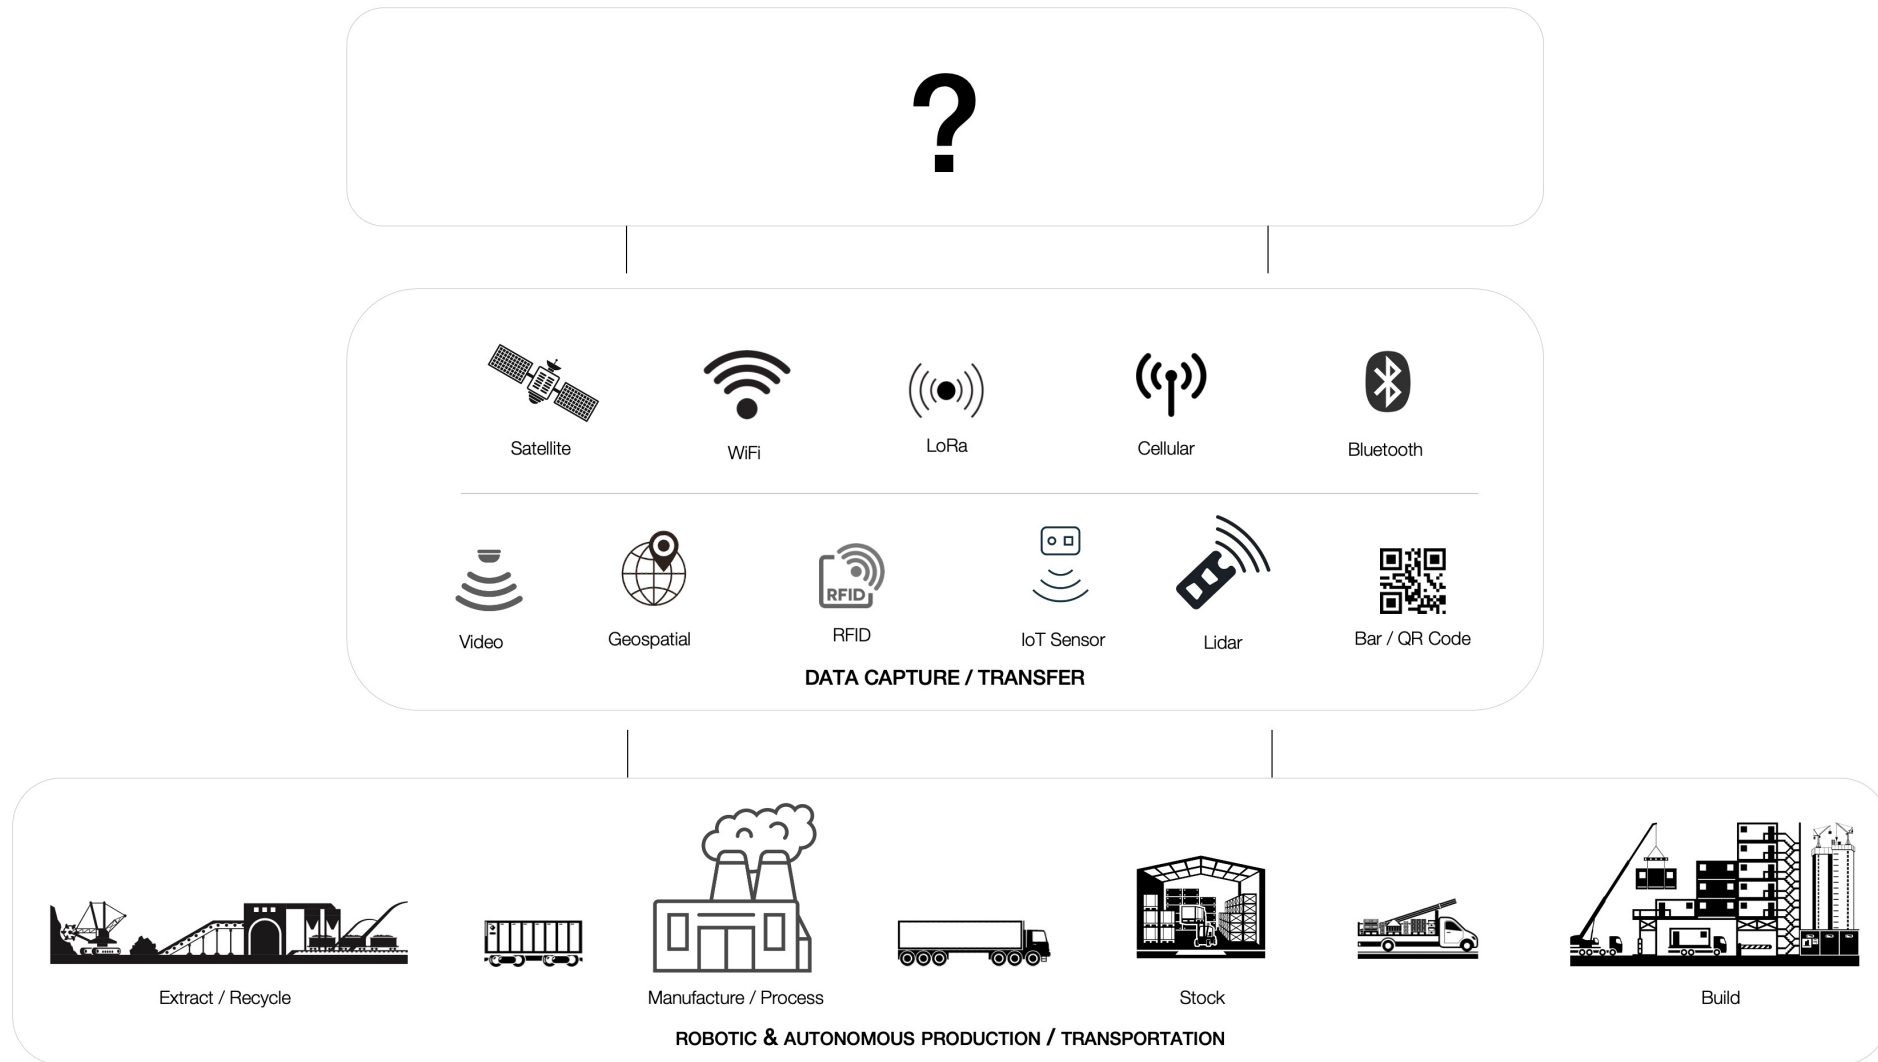 ?
Satellite
WiFi
LoRa
Cellular
Bluetooth
Video
Geospatial
RFID
RFID
IoT Sensor
Lidar
Bar / QR Code
DATA CAPTURE / TRANSFER
Extract / Recycle
Manufacture / Process
Stock
Build
ROBOTIC & AUTONOMOUS PRODUCTION / TRANSPORTATION